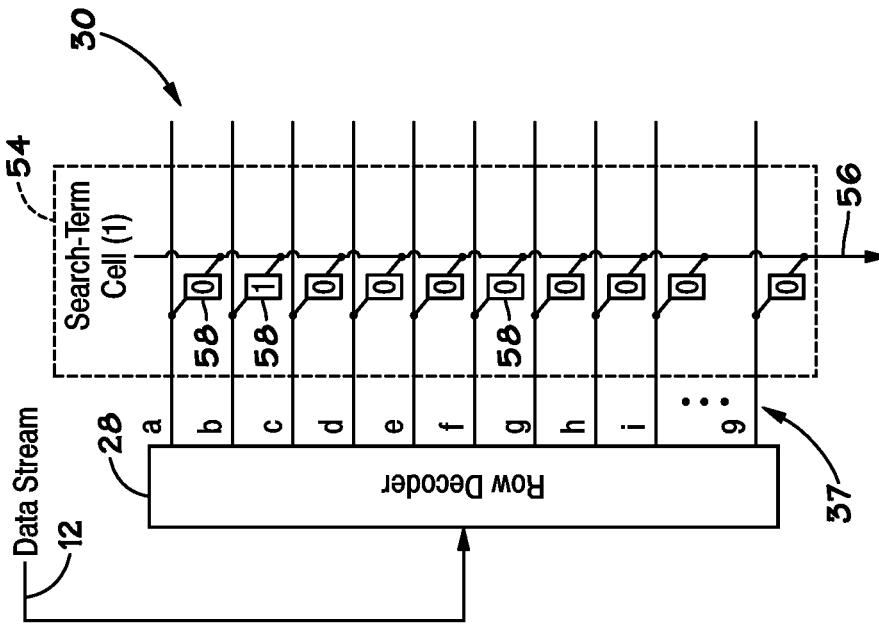 Data Stream
12
28
Row Decoder
37
54
30
Search-Term
Cell (1)
a
b
c
d
e
f
g
h
i
•••
9
58 0
58 1
0
0
0
58 0
0
0
0
0
56